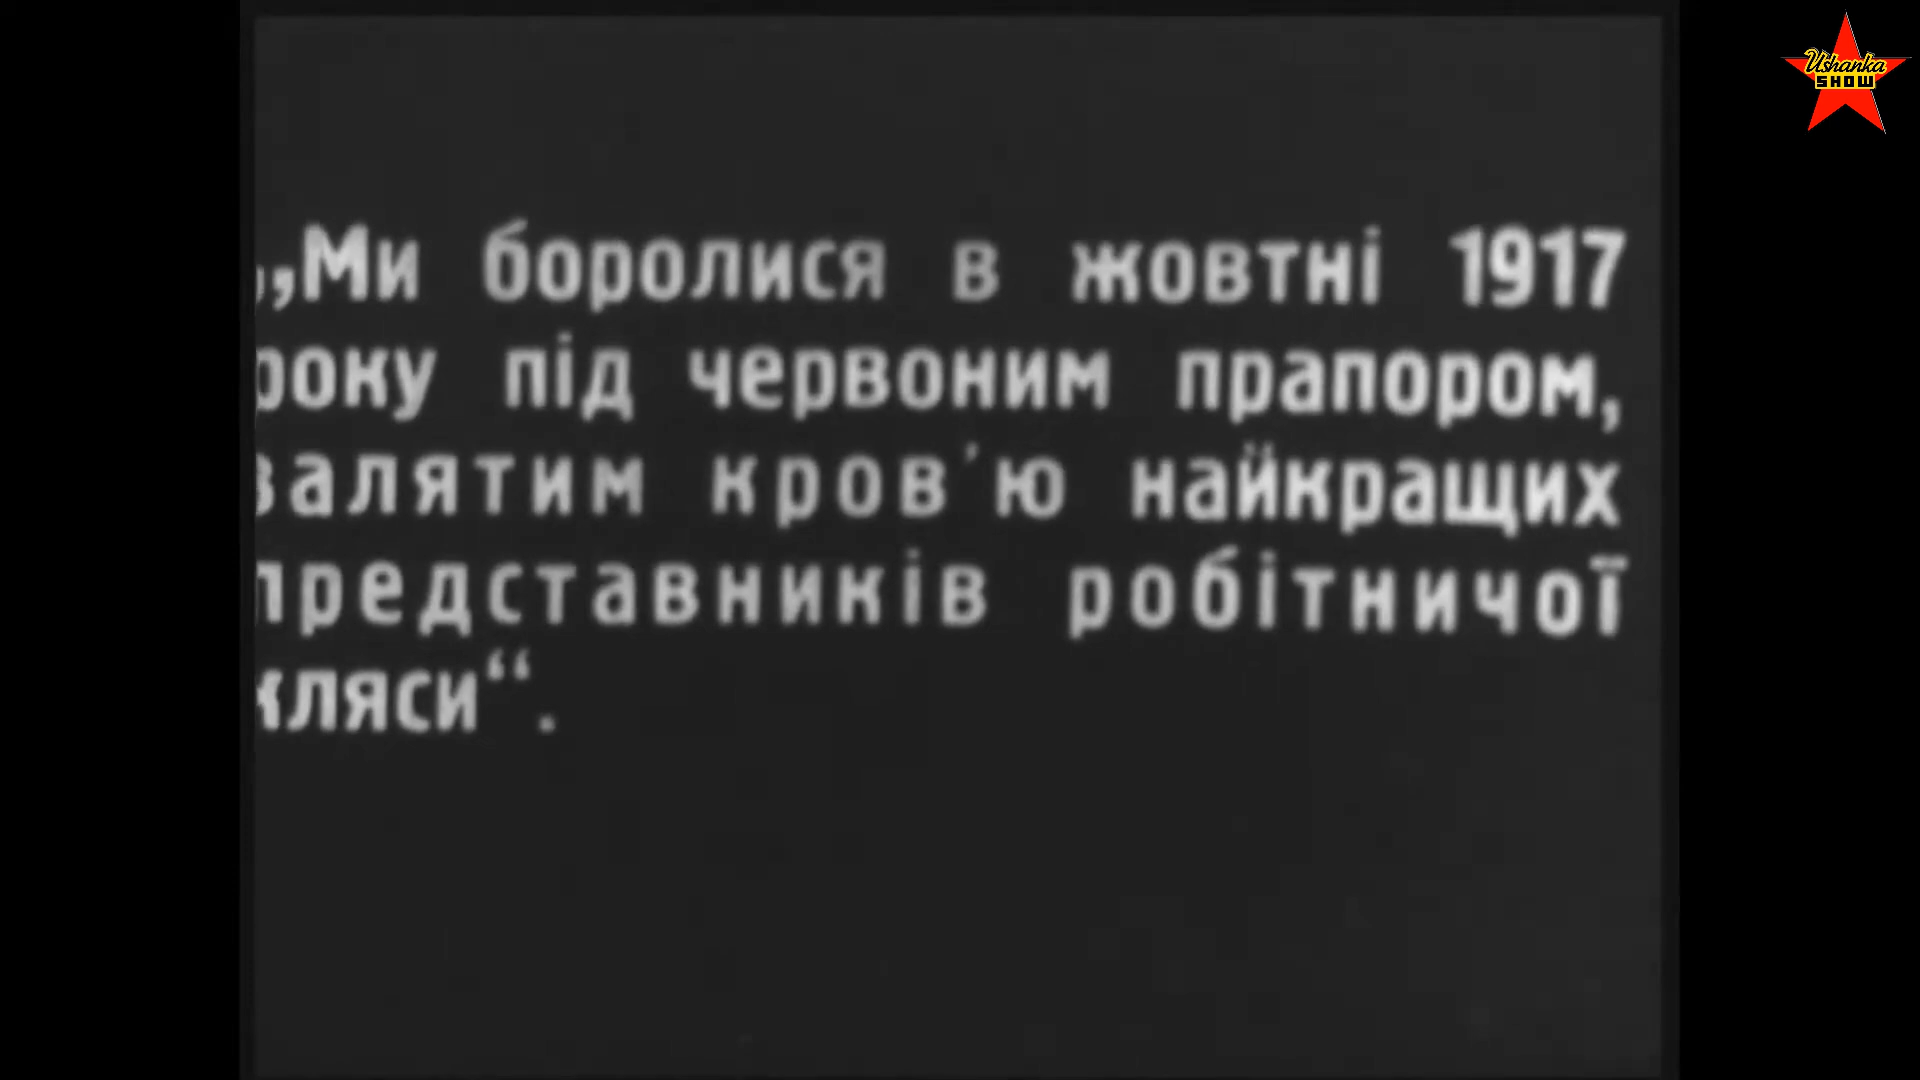 „Ми боролися в жовтні 1917
року під червоним прапором,
залятим кров'ю найкращих
представників робітничої
кляси“.
Ushanka
SHOW